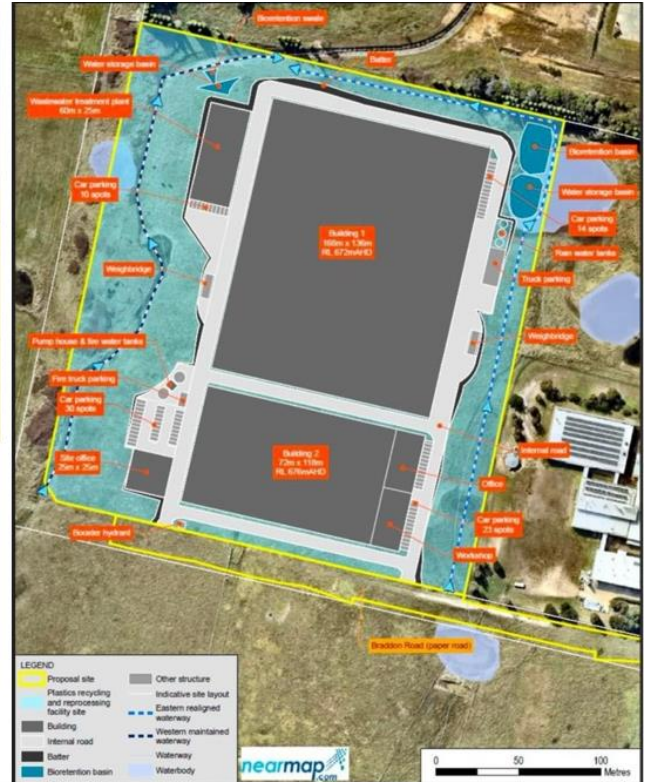 Bioretention swale
Water storage basin
Batter
Wastewater treatment plant
60m x 25m
Bioretention basin
Car parking
10 spots
Water storage basin
Building 1
166m x 136m
RL 672mAHD
Car parking
14 spots
Rain water tanks
Weighbridge
Truck parking
Pump house & fire water tanks
Weighbridge
Fire truck parking
Car parking
30 spots
Internal road
Building 2
73m x 118m
RL 676mAHD
Site office
25m x 25m
Office
Car parking
23 spots
Booster hydrant
Workshop
Braddon Road (paper road)
LEGEND
Proposal site
Plastics recycling
and reprocessing
facility site
Building
Internal road
Batter
Bioretention basin
Other structure
Indicative site layout
Eastern realigned
waterway
Western maintained
waterway
Waterway
Waterbody
nearmap
.com
0 50 100
Metres